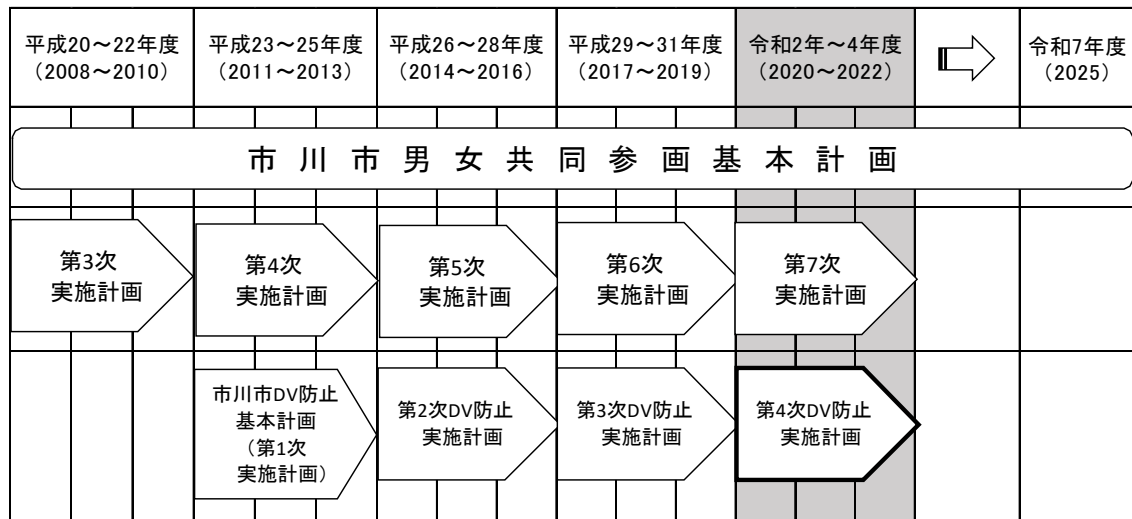 平成20～22年度
（2008～2010）
平成23～25年度
（2011～2013）
平成26～28年度
（2014～2016）
平成29～31年度
（2017～2019）
令和2年～4年度
（2020～2022）
令和7年度
（2025）
市川市男女共同参画基本計画
第3次
実施計画
第4次
実施計画
第5次
実施計画
第6次
実施計画
第7次
実施計画
市川市DV防止
基本計画
（第1次
実施計画）
第2次DV防止
実施計画
第3次DV防止
実施計画
第4次DV防止
実施計画